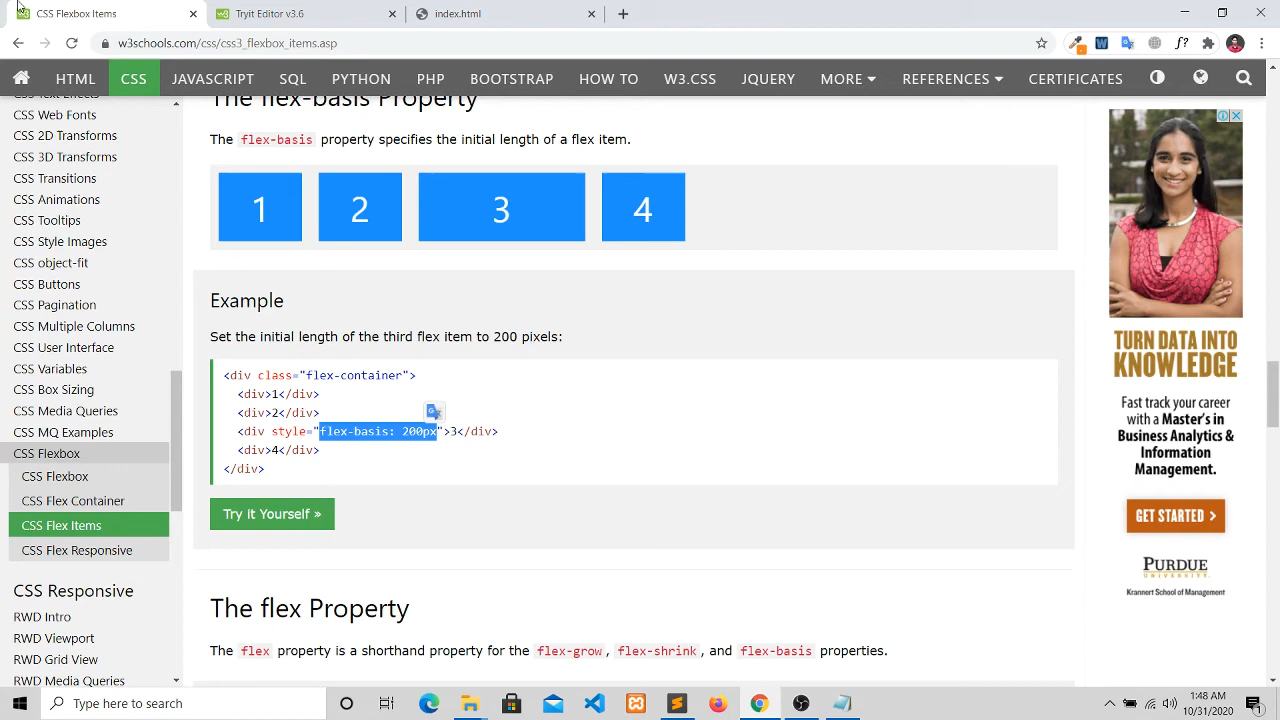 CSS Flexbox Items
Tryit Editor v3.6
index.html
w3schools.com/css/css3_flexbox_items.asp
HTML CSS JAVASCRIPT SQL PYTHON PHP BOOTSTRAP HOW TO W3.CSS JQUERY MORE REFERENCES CERTIFICATES
CSS Text Effects
CSS Web Fonts
CSS 2D Transforms
CSS 3D Transforms
CSS Transitions
CSS Animations
CSS Tooltips
CSS Style Images
CSS object-fit
CSS Buttons
CSS Pagination
CSS Multiple Columns
CSS User Interface
CSS Variables
CSS Box Sizing
CSS Media Queries
CSS MQ Examples
CSS Flexbox
CSS Flexbox
CSS Flex Container
CSS Flex Items
CSS Flex Responsive
CSS Responsive
RWD Intro
RWD Viewport
RWD Grid View
RWD Media Queries
The flex-basis Property
The flex-basis property specifies the initial length of a flex item.
1 2 3 4
Example
Set the initial length of the third flex item to 200 pixels:
<div class="flex-container">
<div>1</div>
<div>2</div>
<div style="flex-basis: 200px">3</div>
<div>4</div>
</div>
Try it Yourself »
The flex Property
The flex property is a shorthand property for the flex-grow, flex-shrink, and flex-basis properties.
TURN DATA INTO
KNOWLEDGE
Fast track your career
with a Master's in
Business Analytics &
Information
Management.
GET STARTED >
PURDUE
UNIVERSITY.
Krannert School of Management
Type here to search
1:48 AM
10/31/2020